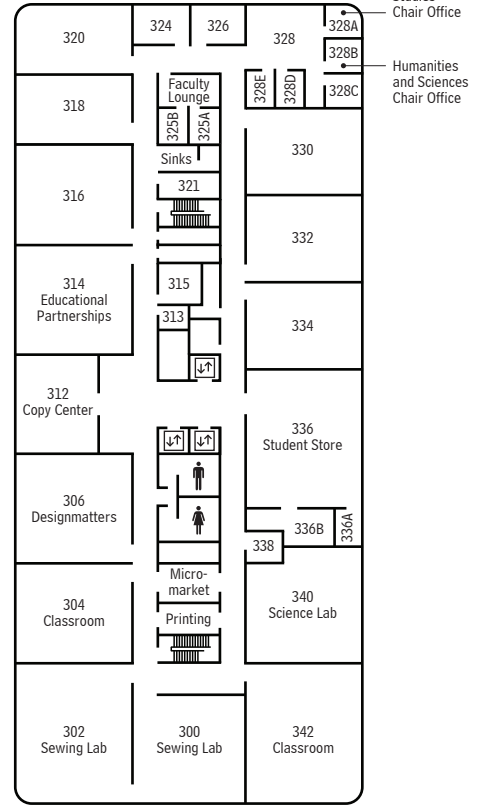 Chair Office
320
324
326
328
328A
328B
Humanities
and Sciences
Chair Office
328C
328E
328D
318
Faculty
Lounge
325B
325A
Sinks
330
316
321
332
314
Educational
Partnerships
315
313
334
312
Copy Center
336
Student Store
306
Designmatters
336B
336A
338
Micro-
market
304
Classroom
Printing
340
Science Lab
302
Sewing Lab
300
Sewing Lab
342
Classroom